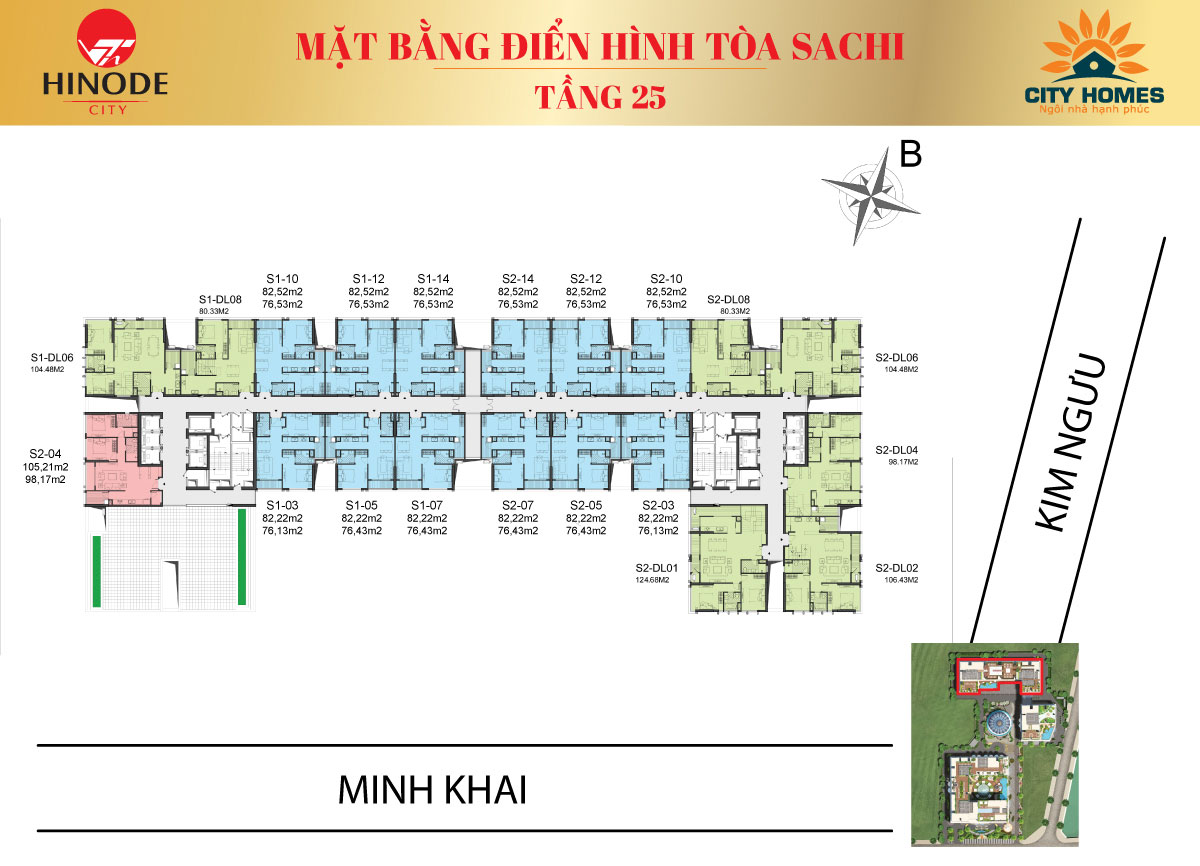 HINODE
CITY
MẶT BẰNG ĐIỂN HÌNH TÒA SACHI
TẦNG 25
CITY HOMES
Ngôi nhà hạnh phúc
B
S1-DL08
80.33M2
S1-10
82,52m2
76,53m2
S1-12
82,52m2
76,53m2
S1-14
82,52m2
76,53m2
S2-14
82,52m2
76,53m2
S2-12
82,52m2
76,53m2
S2-10
82,52m2
76,53m2
S2-DL08
80.33M2
S1-DL06
104.48M2
S2-DL06
104.48M2
S2-04
105,21m2
98,17m2
S2-DL04
98.17M2
S1-03
82,22m2
76,13m2
S1-05
82,22m2
76,43m2
S1-07
82,22m2
76,43m2
S2-07
82,22m2
76,43m2
S2-05
82,22m2
76,43m2
S2-03
82,22m2
76,13m2
S2-DL01
124.68M2
S2-DL02
106.43M2
KIM NGƯU
MINH KHAI